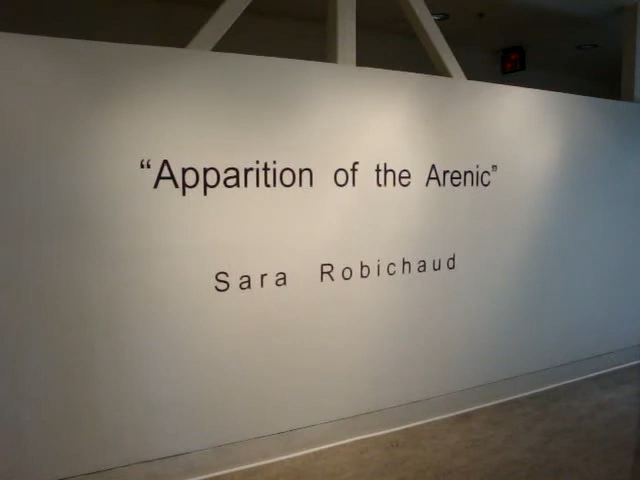 “Apparition of the Arenic”
Sara Robichaud